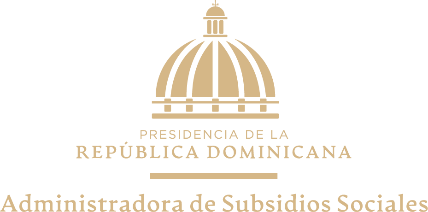 PRESIDENCIA DE LA
REPÚBLICA DOMINICANA
Administradora de Subsidios Sociales